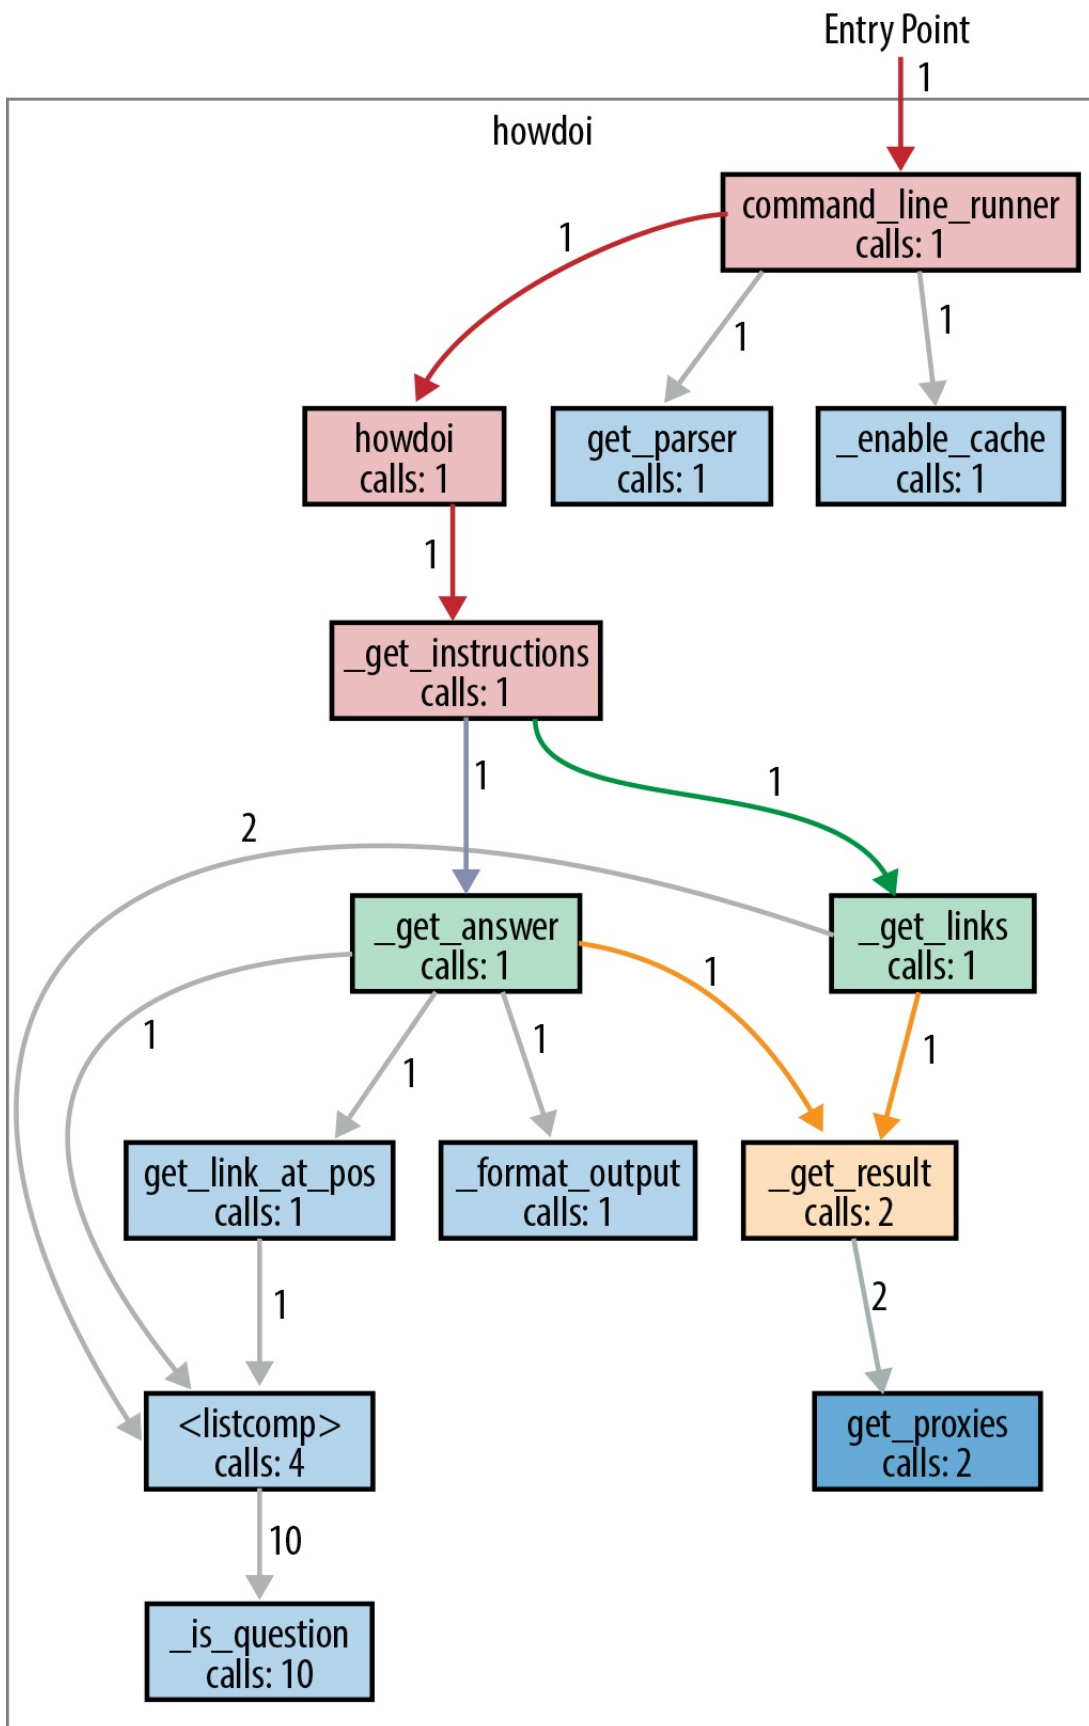 Entry Point
1
howdoi
command_line_runner
calls: 1
1
1
1
howdoi
calls: 1
get_parser
calls: 1
_enable_cache
calls: 1
1
_get_instructions
calls: 1
1
1
2
_get_answer
calls: 1
_get_links
calls: 1
1
1
1
1
1
get_link_at_pos
calls: 1
_format_output
calls: 1
_get_result
calls: 2
1
2
<listcomp>
calls: 4
get_proxies
calls: 2
10
_is_question
calls: 10